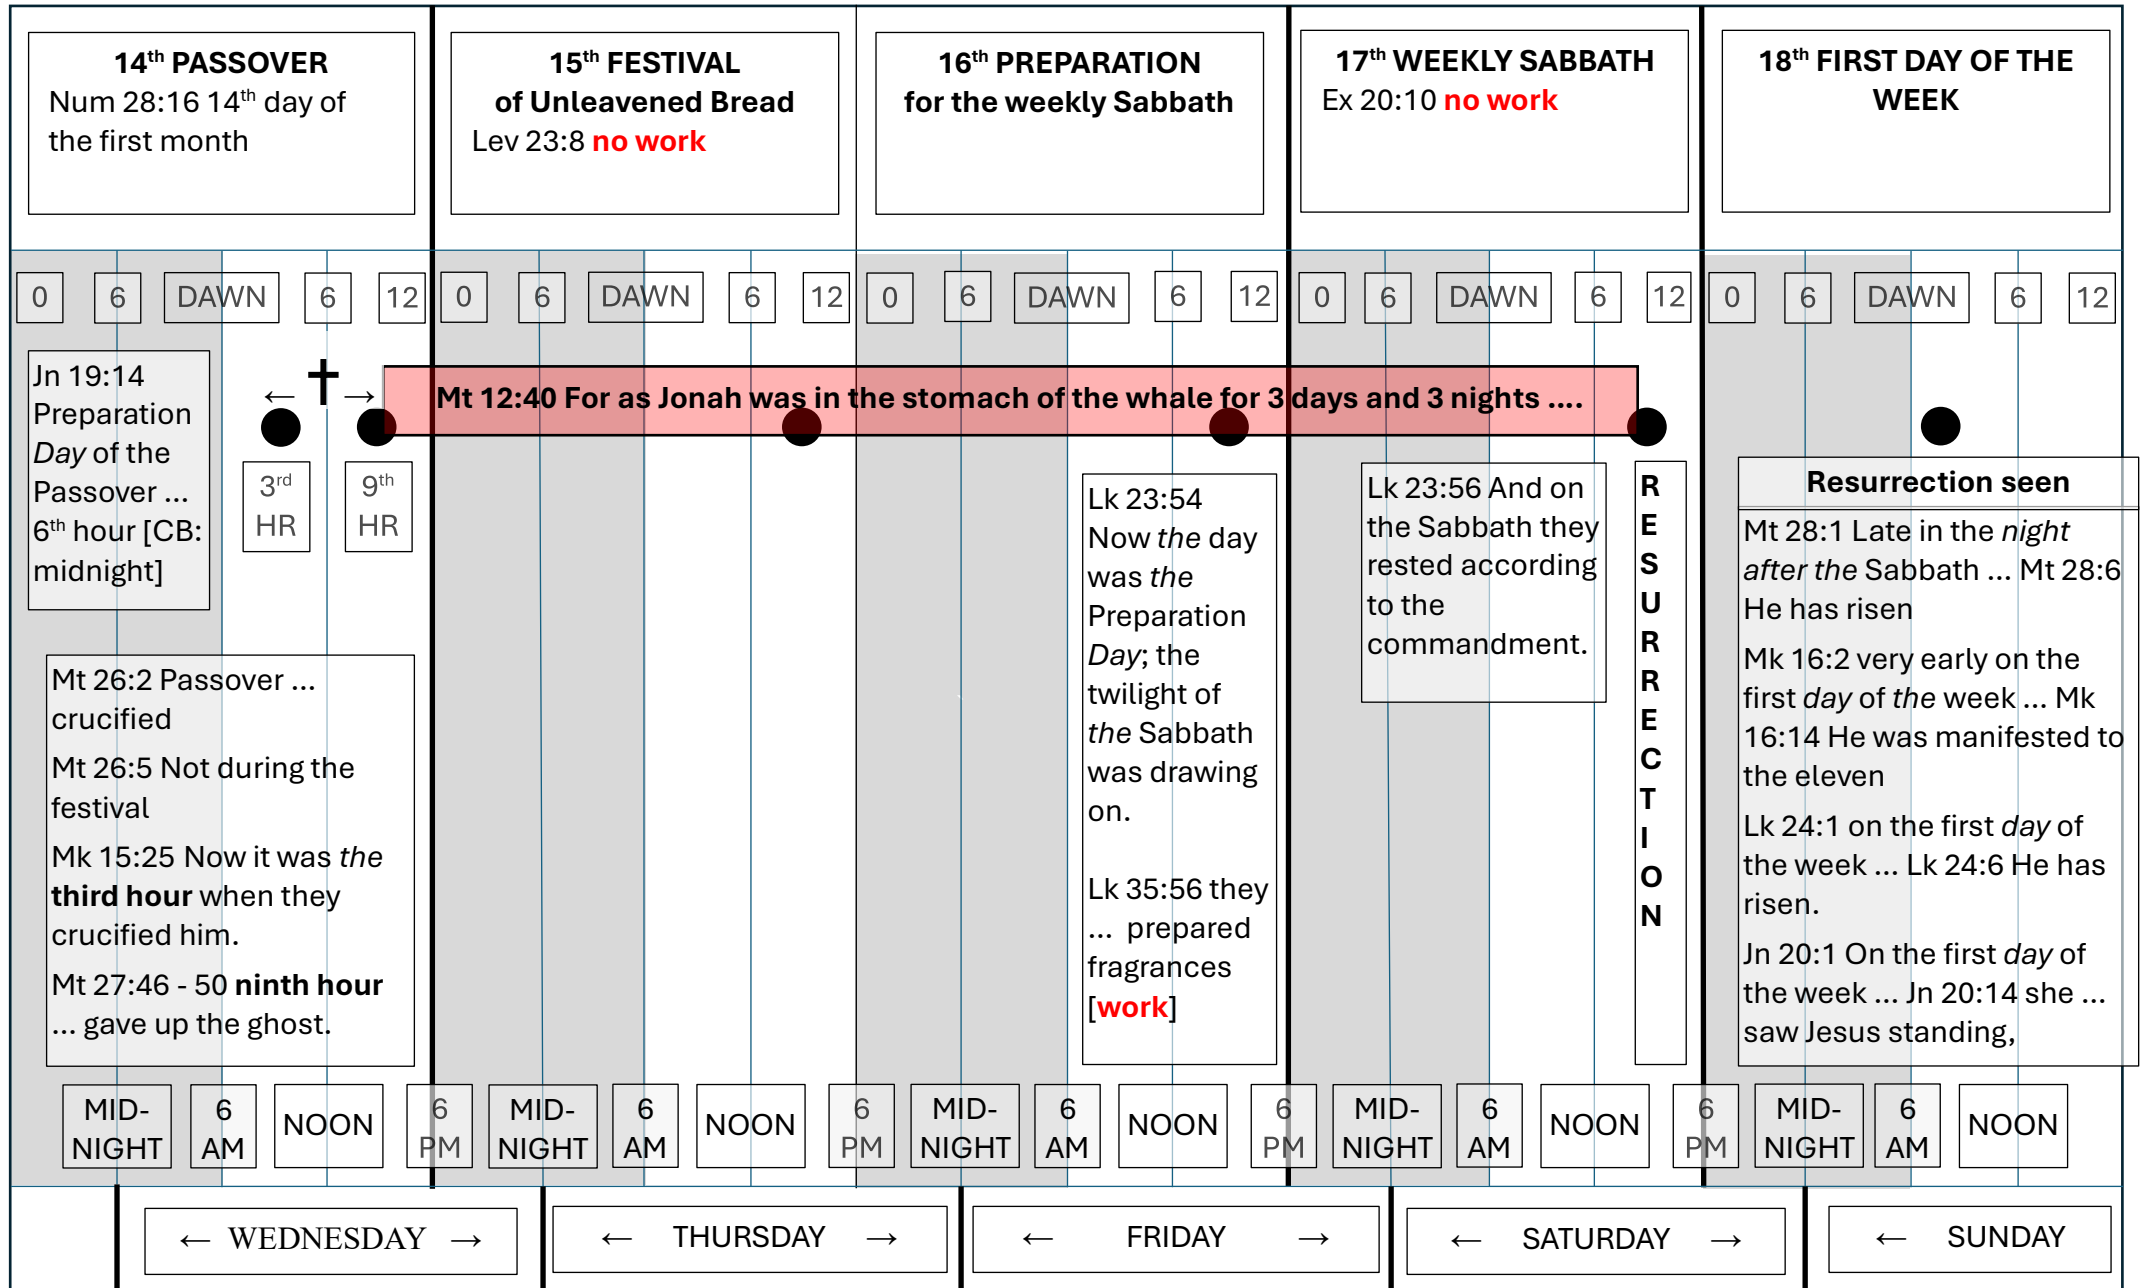 14th PASSOVER
Num 28:16 14th day of
the first month
15th FESTIVAL
of Unleavened Bread
Lev 23:8 no work
16th PREPARATION
for the weekly Sabbath
17th WEEKLY SABBATH
Ex 20:10 no work
18th FIRST DAY OF THE
WEEK
0 6 DAWN 6 12 0 6 DAWN 6 12 0 6 DAWN 6 12 0 6 DAWN 6 12 0 6 DAWN 6 12
Jn 19:14
Preparation
Day of the
Passover ...
6th hour [CB:
midnight]
← † →
3rd
HR
9th
HR
Mt 12:40 For as Jonah was in the stomach of the whale for 3 days and 3 nights ....
Mt 26:2 Passover ...
crucified
Mt 26:5 Not during the
festival
Mk 15:25 Now it was the
third hour when they
crucified him.
Mt 27:46 - 50 ninth hour
... gave up the ghost.
Lk 23:54
Now the day
was the
Preparation
Day; the
twilight of
the Sabbath
was drawing
on.
Lk 35:56 they
... prepared
fragrances
[work]
Lk 23:56 And on
the Sabbath they
rested according
to the
commandment.
R
E
S
U
R
R
E
C
T
I
O
N
Resurrection seen
Mt 28:1 Late in the night
after the Sabbath ... Mt 28:6
He has risen
Mk 16:2 very early on the
first day of the week ... Mk
16:14 He was manifested to
the eleven
Lk 24:1 on the first day of
the week ... Lk 24:6 He has
risen.
Jn 20:1 On the first day of
the week ... Jn 20:14 she ...
saw Jesus standing,
MID-
NIGHT
6
AM
NOON
6
PM
MID-
NIGHT
6
AM
NOON
6
PM
MID-
NIGHT
6
AM
NOON
6
PM
MID-
NIGHT
6
AM
NOON
6
PM
MID-
NIGHT
6
AM
NOON
← WEDNESDAY →
← THURSDAY →
← FRIDAY →
← SATURDAY →
← SUNDAY